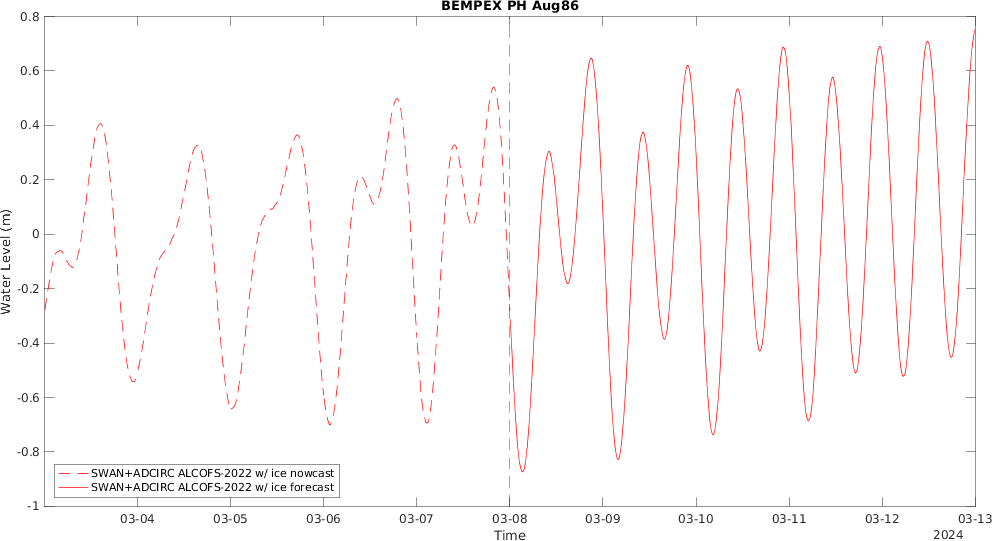 BEMPEX PH Aug86
Water Level (m)
0.8
0.6
0.4
0.2
0
-0.2
-0.4
-0.6
-0.8
-1
SWAN+ADCIRC ALCOFS-2022 w/ ice nowcast
SWAN+ADCIRC ALCOFS-2022 w/ ice forecast
03-04 03-05 03-06 03-07 03-08 03-09 03-10 03-11 03-12 03-13
Time
2024